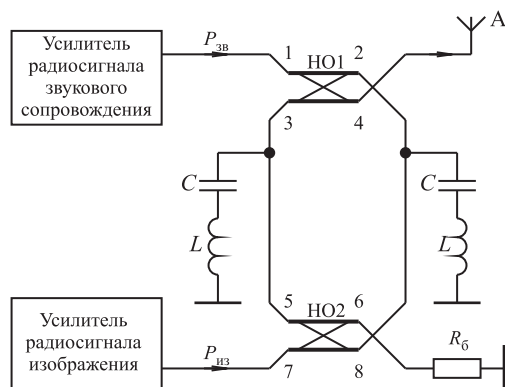 Усилитель
радиосигнала
звукового
сопровождения
Pзв
1
НО1
2
А
3
4
C
L
C
L
5
НО2
6
7
8
Усилитель
радиосигнала
изображения
Pиз
Rб